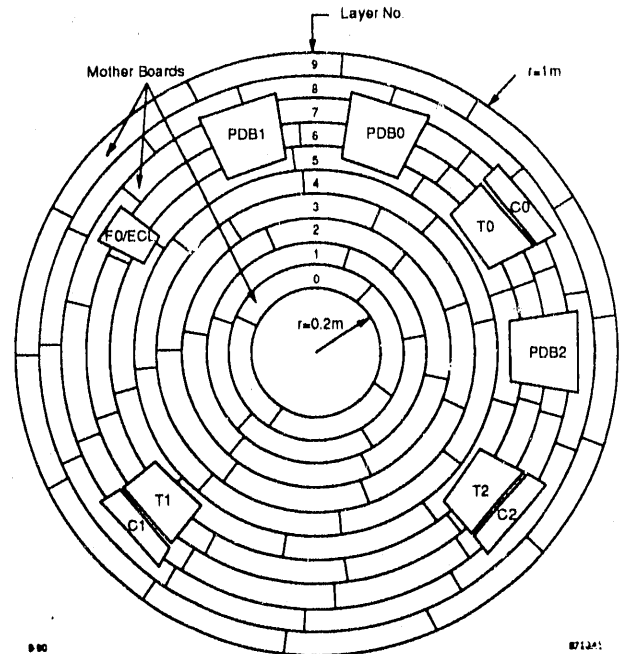 Layer No.
9
Mother Boards
8
r=1m
7
PDB1
PDB0
6
5
C0
4
T0
3
F0/ECL
2
1
0
r=0.2m
PDB2
T1
T2
C1
C2